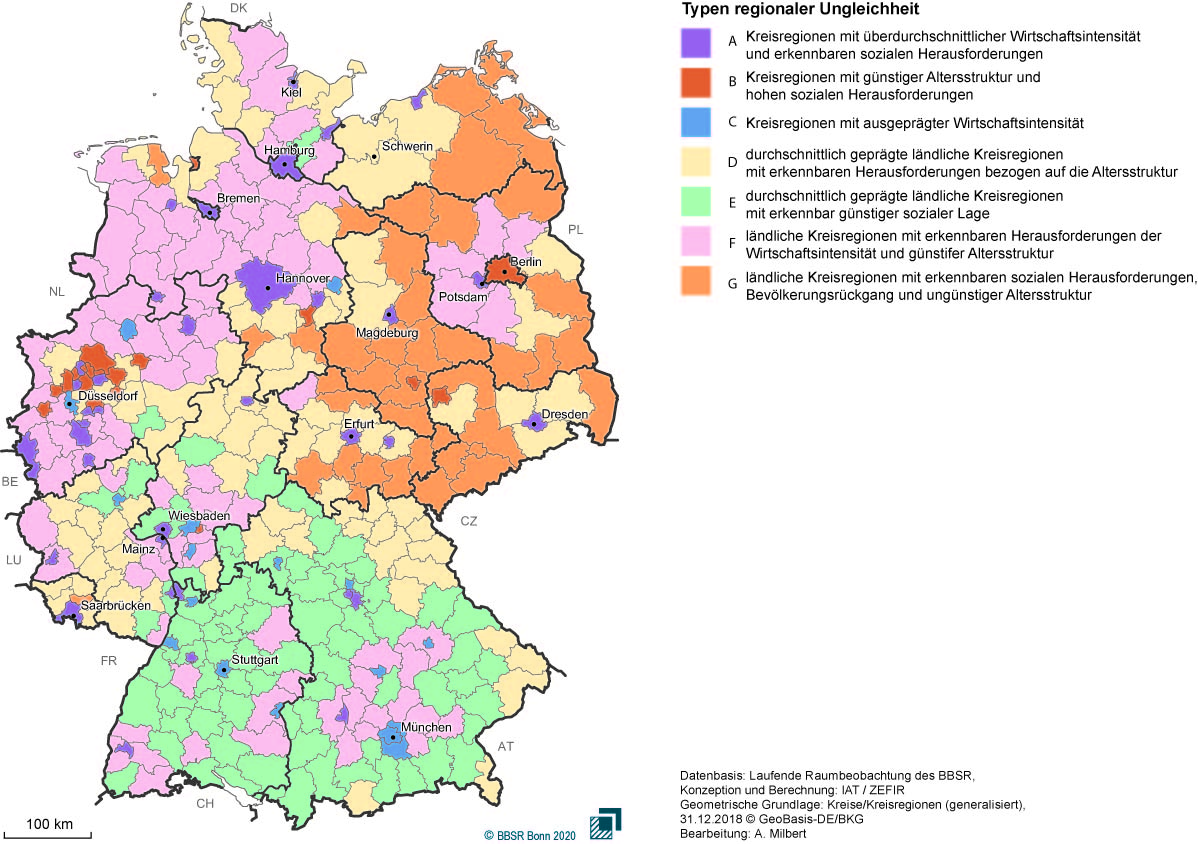 Typen regionaler Ungleichheit
A Kreisregionen mit überdurchschnittlicher Wirtschaftsintensität
und erkennbaren sozialen Herausforderungen
B Kreisregionen mit günstiger Altersstruktur und
hohen sozialen Herausforderungen
C Kreisregionen mit ausgeprägter Wirtschaftsintensität
D durchschnittlich geprägte ländliche Kreisregionen
mit erkennbaren Herausforderungen bezogen auf die Altersstruktur
E durchschnittlich geprägte ländliche Kreisregionen
mit erkennbar günstiger sozialer Lage
F ländliche Kreisregionen mit erkennbaren Herausforderungen der
Wirtschaftsintensität und günstifer Altersstruktur
G ländliche Kreisregionen mit erkennbaren sozialen Herausforderungen,
Bevölkerungsrückgang und ungünstiger Altersstruktur
DK
Kiel
Hamburg
Schwerin
Bremen
PL
Berlin
Hannover
NL
Potsdam
Magdeburg
Düsseldorf
Dresden
Erfurt
BE
Wiesbaden
CZ
Mainz
LU
Saarbrücken
FR
Stuttgart
München
AT
CH
100 km
© BBSR Bonn 2020
Datenbasis: Laufende Raumbeobachtung des BBSR,
Konzeption und Berechnung: IAT / ZEFIR
Geometrische Grundlage: Kreise/Kreisregionen (generalisiert),
31.12.2018 © GeoBasis-DE/BKG
Bearbeitung: A. Milbert